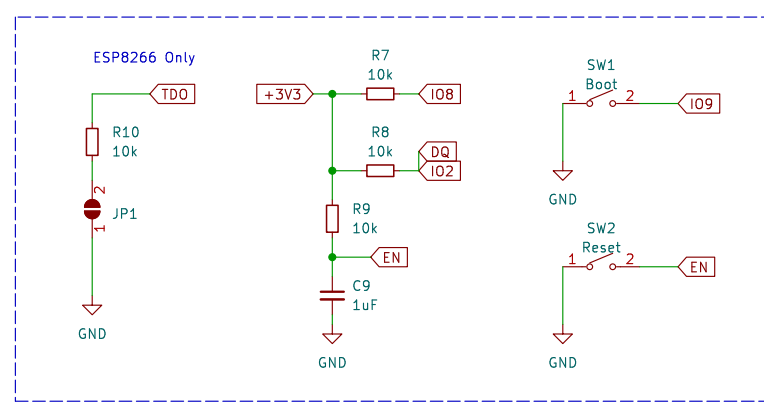 ESP8266 Only
TDO
R10
10k
2
JP1
1
GND
R7
10k
+3V3
IO8
R8
10k
DQ
IO2
R9
10k
EN
C9
1uF
GND
SW1
Boot
1
2
IO9
GND
SW2
Reset
1
2
EN
GND